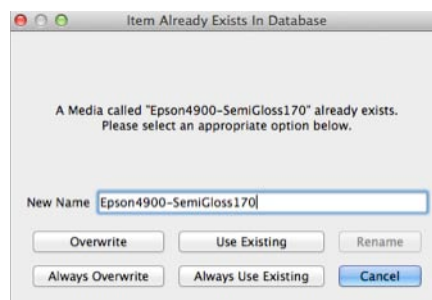 Item Already Exists In Database
A Media called "Epson4900-SemiGloss170" already exists.
Please select an appropriate option below.
New Name Epson4900-SemiGloss170
Overwrite Use Existing Rename
Always Overwrite Always Use Existing Cancel